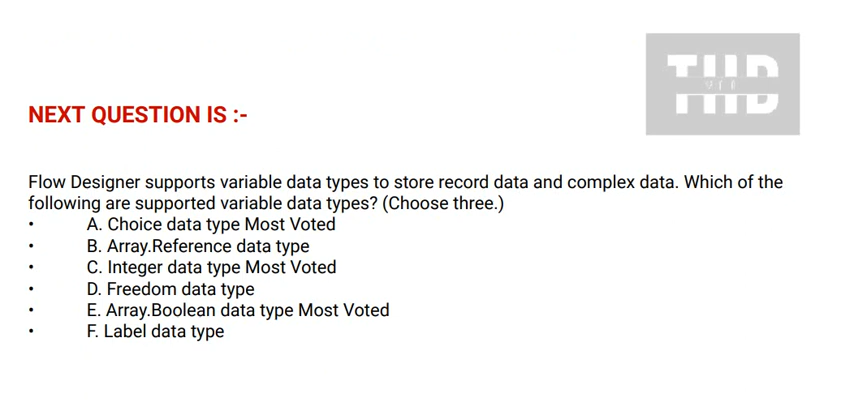 THD
NEXT QUESTION IS :-
Flow Designer supports variable data types to store record data and complex data. Which of the
following are supported variable data types? (Choose three.)
• A. Choice data type Most Voted
• B. Array.Reference data type
• C. Integer data type Most Voted
• D. Freedom data type
• E. Array.Boolean data type Most Voted
• F. Label data type